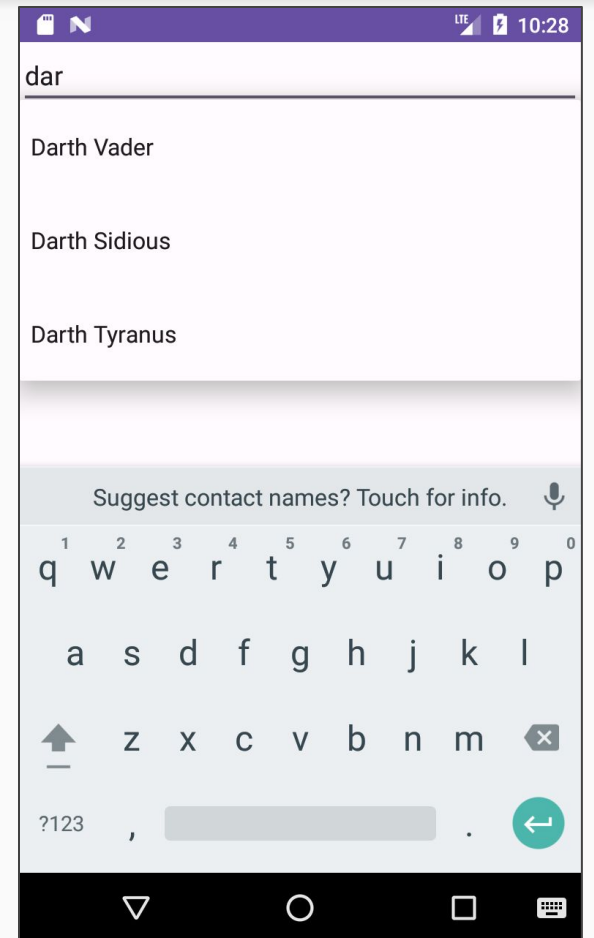 LTE 10:28
dar
Darth Vader
Darth Sidious
Darth Tyranus
Suggest contact names? Touch for info.
1 2 3 4 5 6 7 8 9 0
q w e r t y u i o p
a s d f g h j k l
z x c v b n m
?123 , .